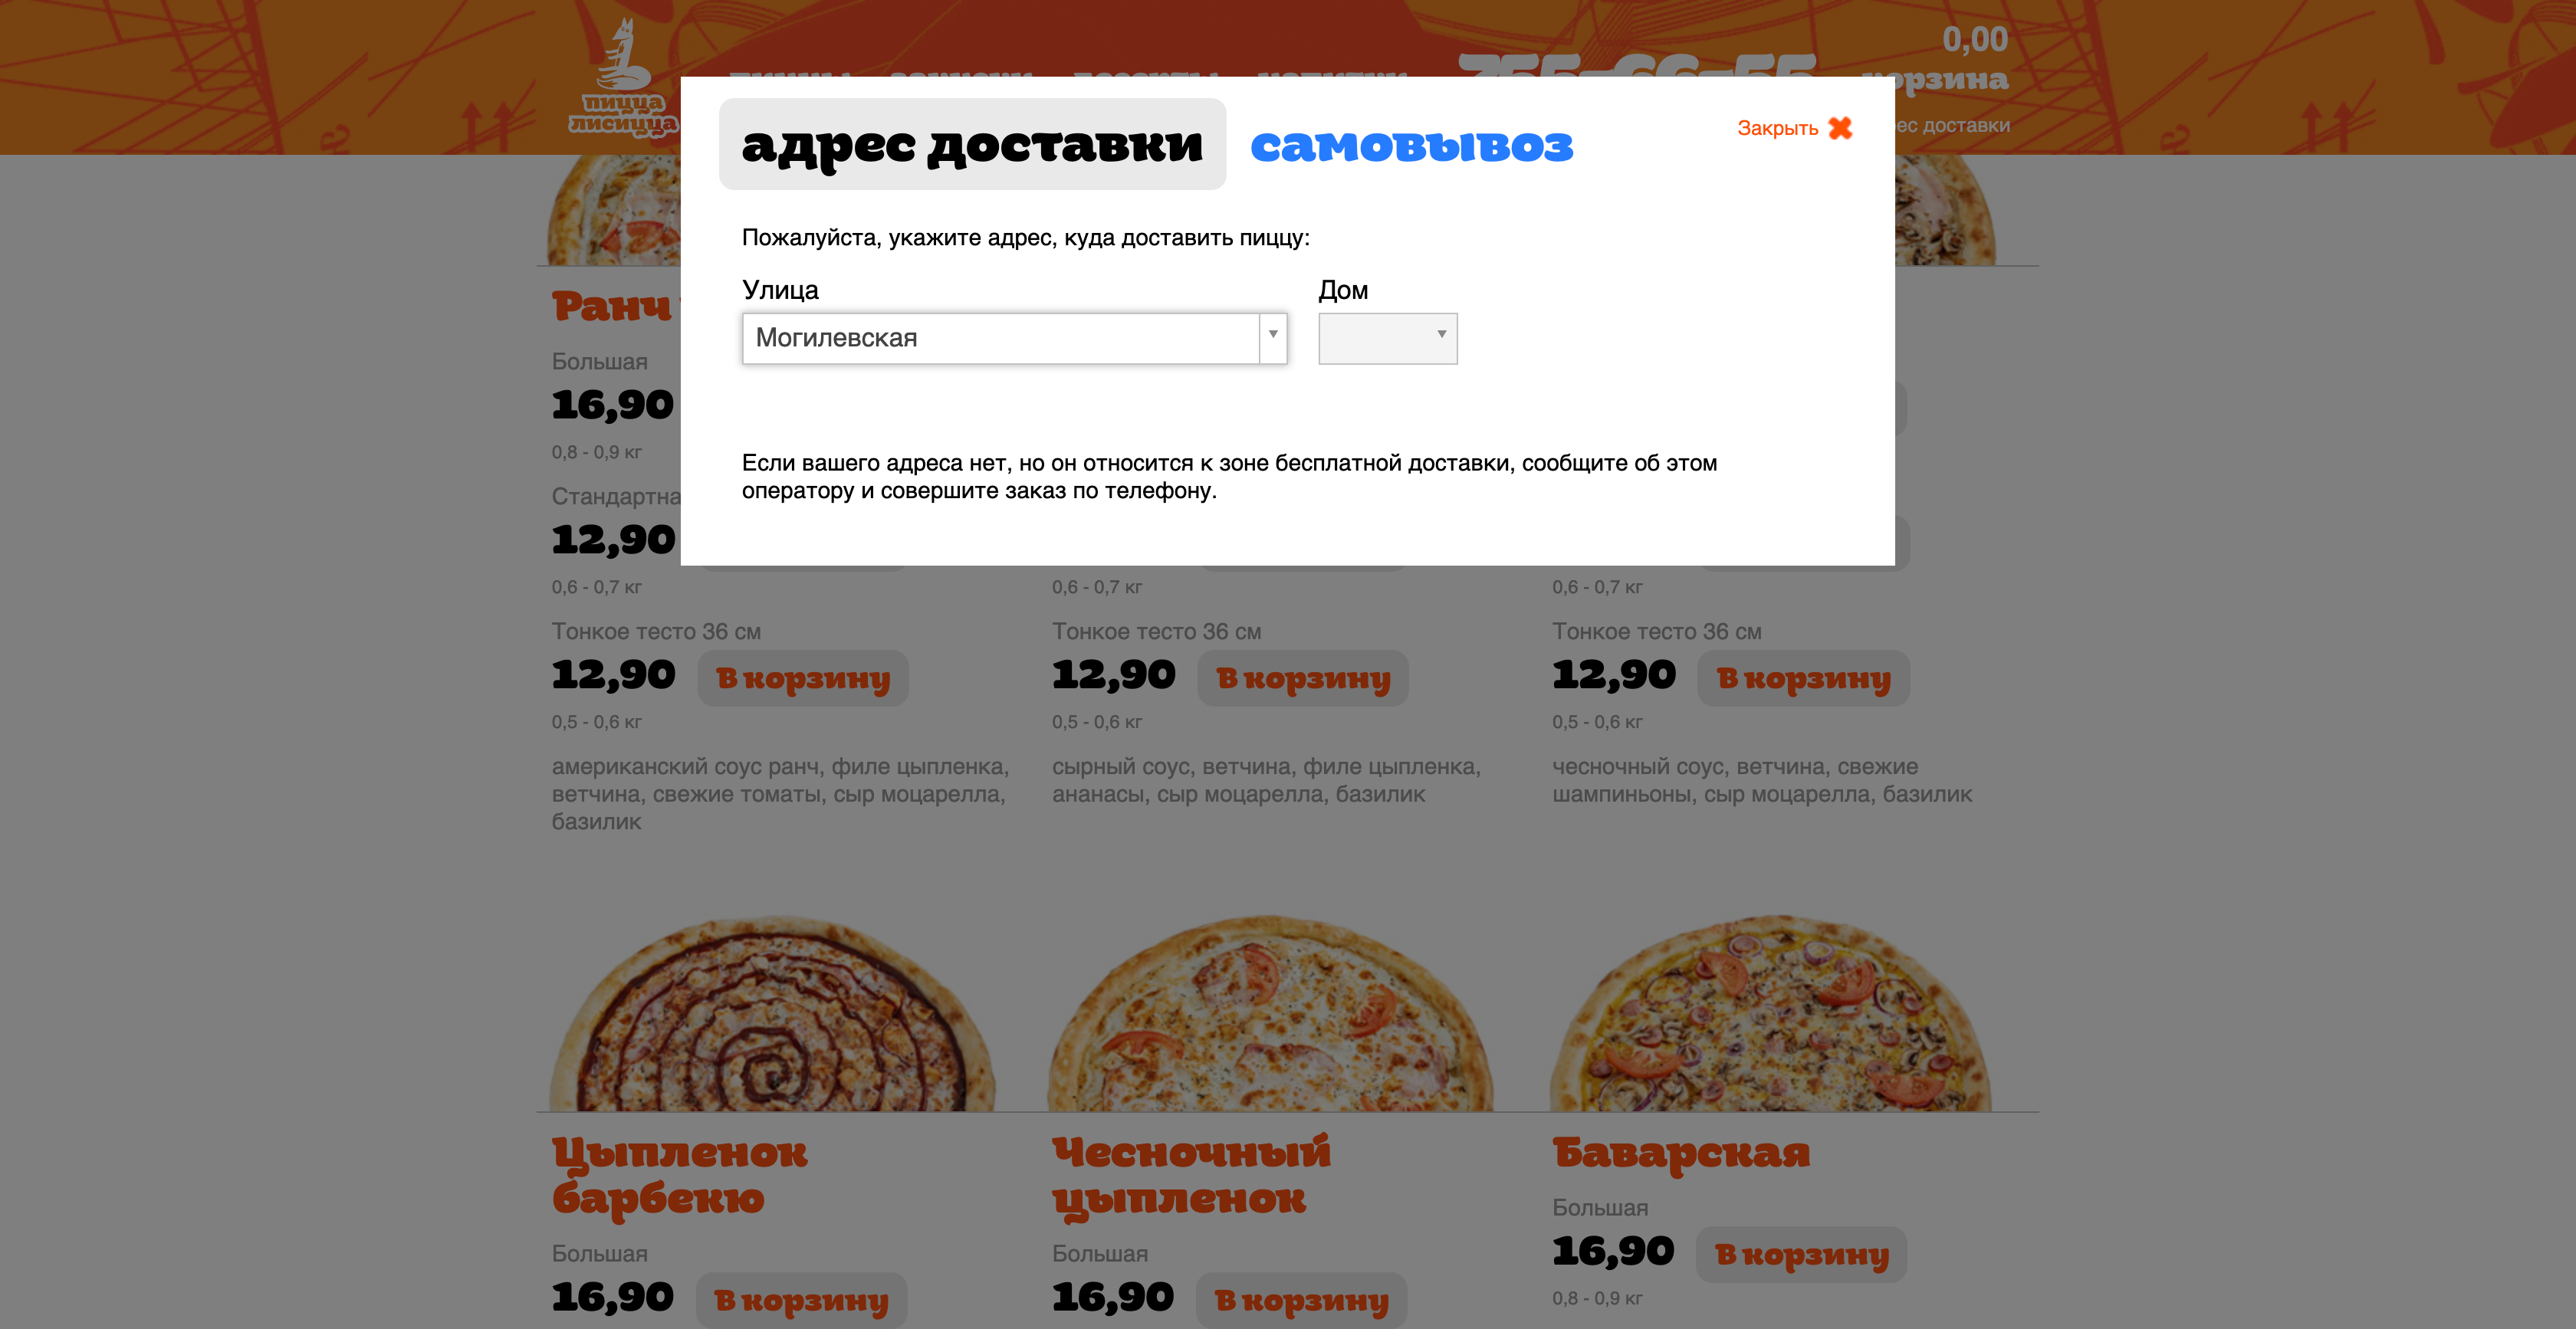 0,00
пицца
лисицца
адрес доставки
самовывоз
Закрыть
Пожалуйста, укажите адрес, куда доставить пиццу:
Улица
Дом
Могилевская
Если вашего адреса нет, но он относится к зоне бесплатной доставки, сообщите об этом
оператору и совершите заказ по телефону.
доставки
Ранч
Большая
16,90
0,8 - 0,9 кг
12,90
0,6 - 0,7 кг
0,6 - 0,7 кг
0,6 - 0,7 кг
Тонкое тесто 36 см
Тонкое тесто 36 см
Тонкое тесто 36 см
12,90 В корзину
12,90 В корзину
12,90 В корзину
0,5 - 0,6 кг
0,5 - 0,6 кг
0,5 - 0,6 кг
американский соус ранч, филе цыпленка,
ветчина, свежие томаты, сыр моцарелла,
базилик
сырный соус, ветчина, филе цыпленка,
ананасы, сыр моцарелла, базилик
чесночный соус, ветчина, свежие
шампиньоны, сыр моцарелла, базилик
Цыпленок
барбекю
Большая
16,90 В корзину
Чесночный
цыпленок
Большая
16,90 В корзину
Баварская
Большая
16,90 В корзину
0,8 - 0,9 кг